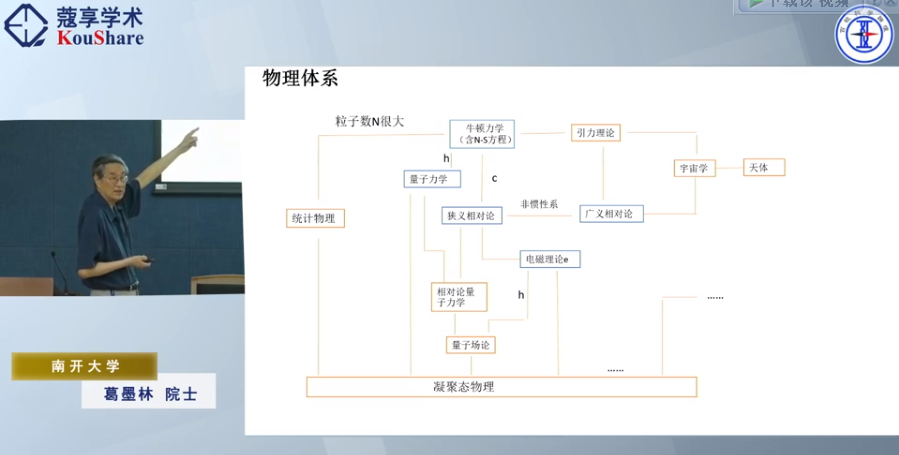 下载该 视频
蔻享学术
KouShare
物理体系
粒子数N很大
牛顿力学
（含N-S方程）
引力理论
h
量子力学
c
宇宙学
天体
统计物理
狭义相对论
非惯性系
广义相对论
电磁理论e
相对论量
子力学
h
......
量子场论
......
凝聚态物理
南开大学
葛墨林 院士